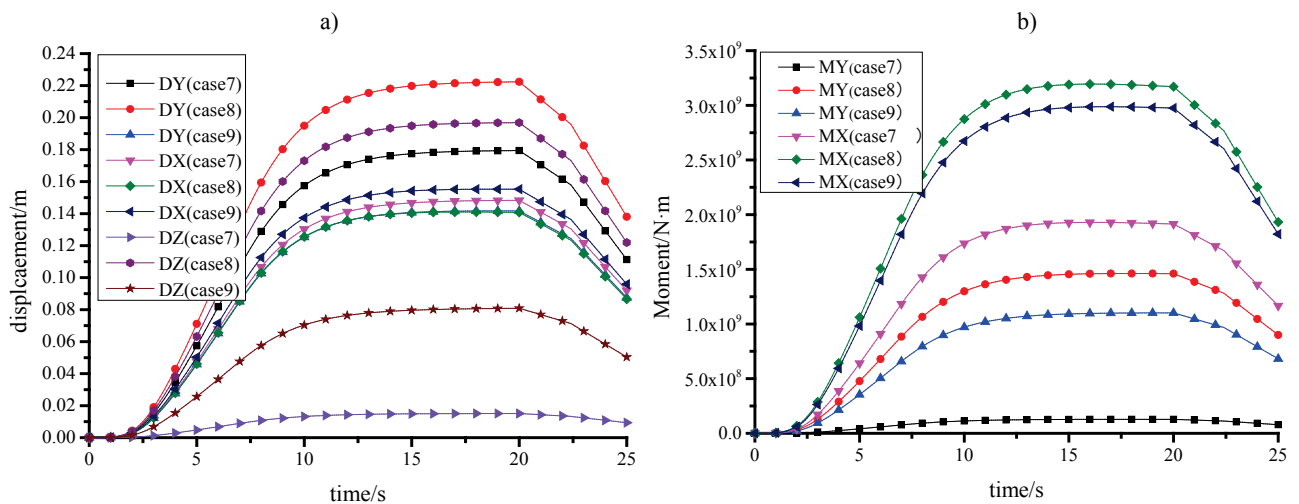 a)
0.24
0.22
0.20
0.18
0.16
0.14
0.12
0.10
0.08
0.06
0.04
0.02
0.00
displcaement/m
DY(case7)
DY(case8)
DY(case9)
DX(case7)
DX(case8)
DX(case9)
DZ(case7)
DZ(case8)
DZ(case9)
0 5 10 15 20 25
time/s
b)
3.5x10⁹
3.0x10⁹
2.5x10⁹
2.0x10⁹
1.5x10⁹
1.0x10⁹
5.0x10⁸
0.0
Moment/N·m
MY(case7)
MY(case8)
MY(case9)
MX(case7 )
MX(case8)
MX(case9)
0 5 10 15 20 25
time/s